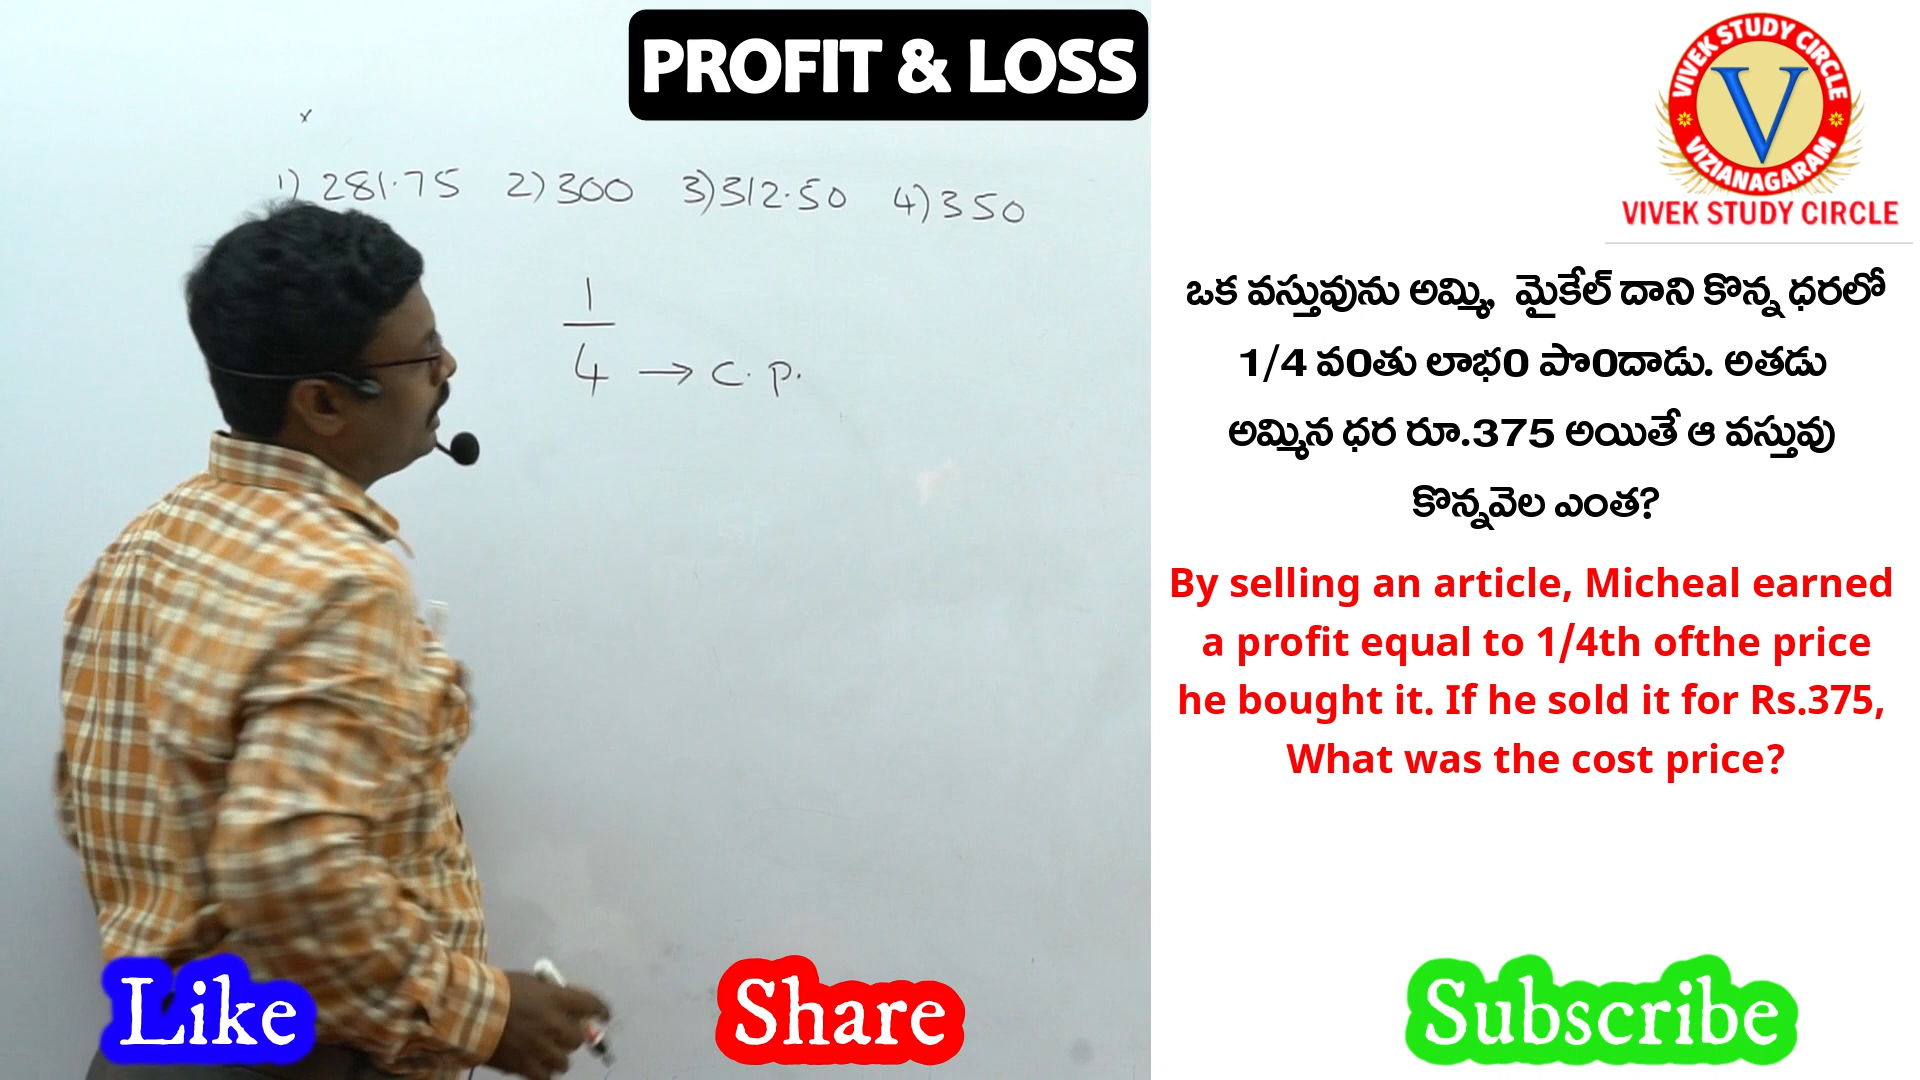 PROFIT & LOSS
x
1) 281.75 2) 300 3) 312.50 4) 350
1
4 → C. P.
VIVEK STUDY CIRCLE
V
VIZIANAGARAM
VIVEK STUDY CIRCLE
ఒక వస్తువును అమ్మి, మైకేల్ దాని కొన్న ధరలో
1/4 వ0తు లాభ0 పొ0దాడు. అతడు
అమ్మిన ధర రూ.375 అయితే ఆ వస్తువు
కొన్నవెల ఎంత?
By selling an article, Micheal earned
a profit equal to 1/4th ofthe price
he bought it. If he sold it for Rs.375,
What was the cost price?
Like
Share
Subscribe